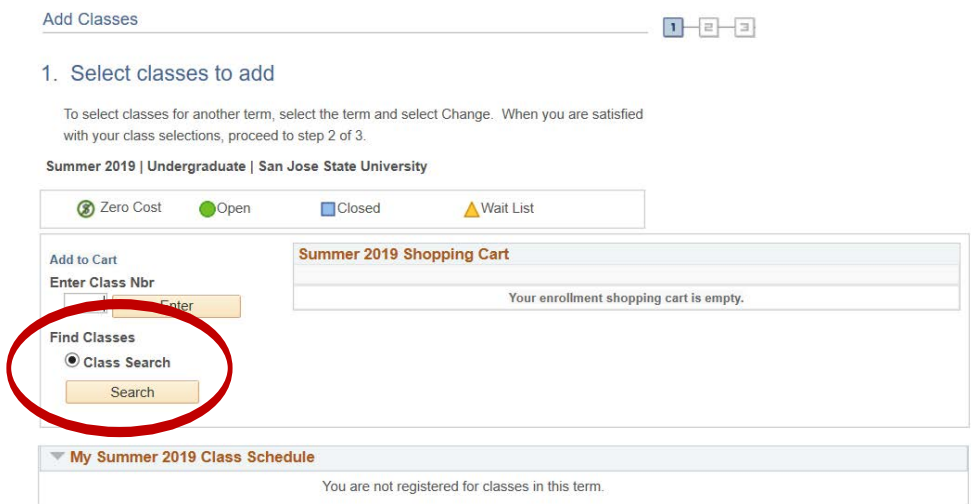 Add Classes
1 2 3
1. Select classes to add
To select classes for another term, select the term and select Change. When you are satisfied
with your class selections, proceed to step 2 of 3.
Summer 2019 | Undergraduate | San Jose State University
$ Zero Cost Open Closed Wait List
Add to Cart
Summer 2019 Shopping Cart
Enter Class Nbr
Your enrollment shopping cart is empty.
Enter
Find Classes
Class Search
Search
My Summer 2019 Class Schedule
You are not registered for classes in this term.